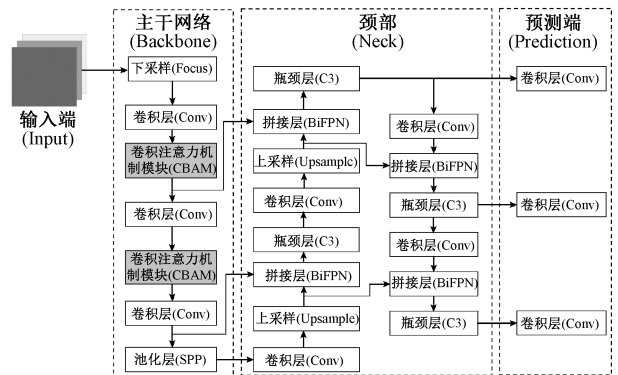 输入端
(Input)
主干网络
(Backbone)
下采样(Focus)
卷积层(Conv)
卷积注意力机
制模块(CBAM)
卷积层(Conv)
卷积注意力机
制模块(CBAM)
卷积层(Conv)
池化层(SPP)
颈部
(Neck)
瓶颈层(C3)
拼接层(BiFPN)
上采样(Upsamplc)
卷积层(Conv)
瓶颈层(C3)
拼接层(BiFPN)
上采样(Upsample)
卷积层(Conv)
卷积层(Conv)
拼接层(BiFPN)
瓶颈层(C3)
卷积层(Conv)
拼接层(BiFPN)
瓶颈层(C3)
预测端
(Prediction)
卷积层(Conv)
卷积层(Conv)
卷积层(Conv)